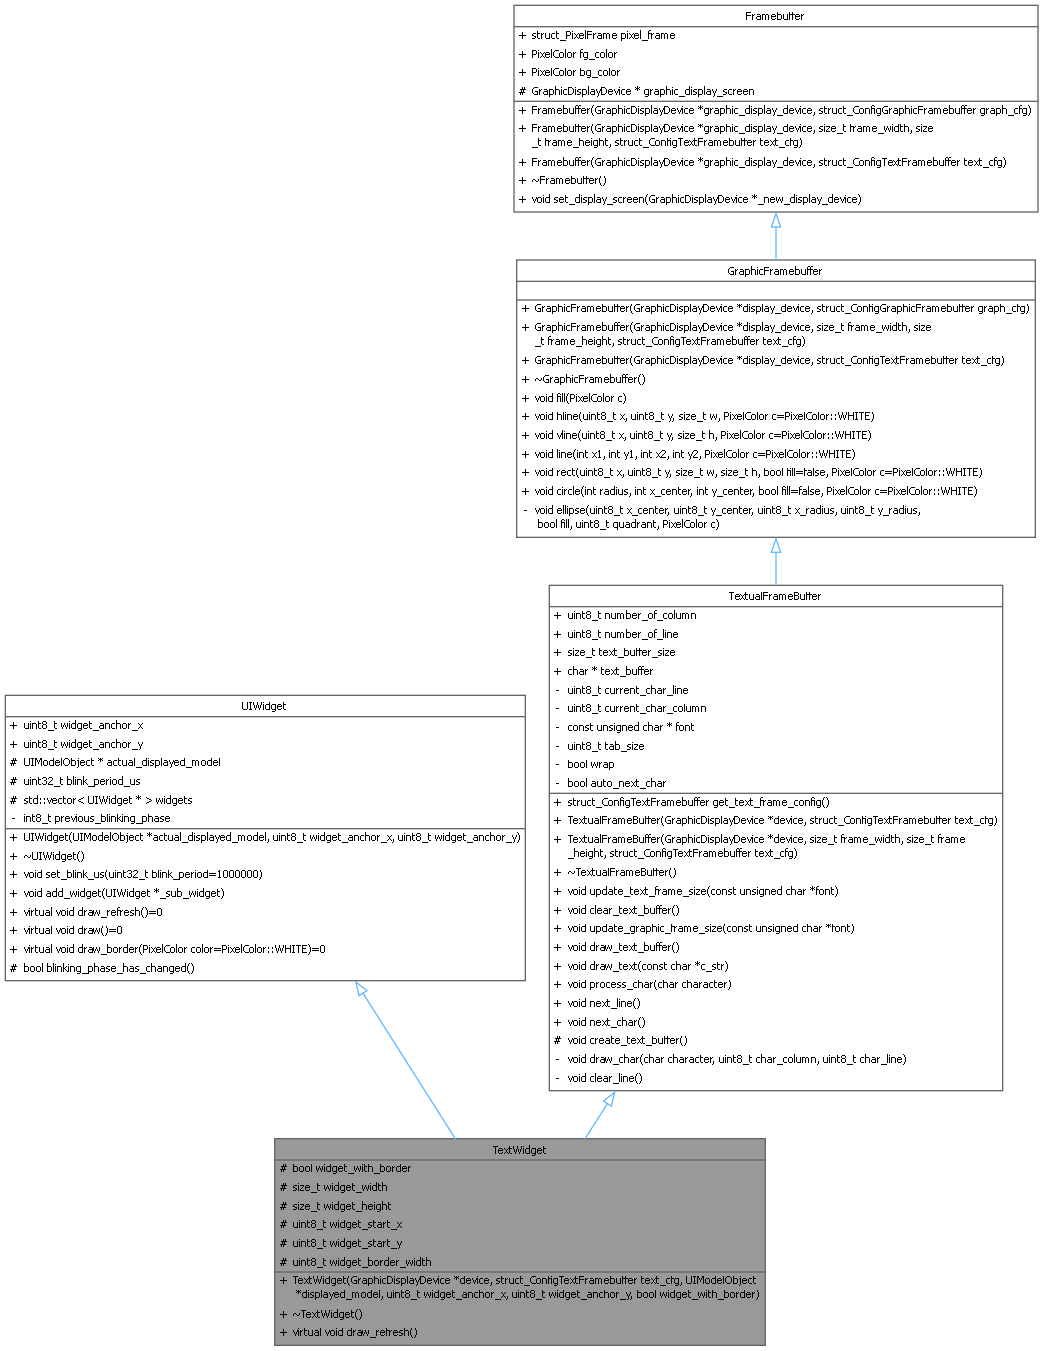 Framebuffer
+ struct_PixelFrame pixel_frame
+ PixelColor fg_color
+ PixelColor bg_color
# GraphicDisplayDevice * graphic_display_screen
+ Framebuffer(GraphicDisplayDevice *graphic_display_device, struct_ConfigGraphicFramebuffer graph_cfg)
+ Framebuffer(GraphicDisplayDevice *graphic_display_device, size_t frame_width, size
_t frame_height, struct_ConfigTextFramebuffer text_cfg)
+ Framebuffer(GraphicDisplayDevice *graphic_display_device, struct_ConfigTextFramebuffer text_cfg)
+ ~Framebuffer()
+ void set_display_screen(GraphicDisplayDevice *_new_display_device)
GraphicFramebuffer
+ GraphicFramebuffer(GraphicDisplayDevice *display_device, struct_ConfigGraphicFramebuffer graph_cfg)
+ GraphicFramebuffer(GraphicDisplayDevice *display_device, size_t frame_width, size
_t frame_height, struct_ConfigTextFramebuffer text_cfg)
+ GraphicFramebuffer(GraphicDisplayDevice *display_device, struct_ConfigTextFramebuffer text_cfg)
+ ~GraphicFramebuffer()
+ void fill(PixelColor c)
+ void hline(uint8_t x, uint8_t y, size_t w, PixelColor c=PixelColor::WHITE)
+ void vline(uint8_t x, uint8_t y, size_t h, PixelColor c=PixelColor::WHITE)
+ void line(int x1, int y1, int x2, int y2, PixelColor c=PixelColor::WHITE)
+ void rect(uint8_t x, uint8_t y, size_t w, size_t h, bool fill=false, PixelColor c=PixelColor::WHITE)
+ void circle(int radius, int x_center, int y_center, bool fill=false, PixelColor c=PixelColor::WHITE)
- void ellipse(uint8_t x_center, uint8_t y_center, uint8_t x_radius, uint8_t y_radius,
bool fill, uint8_t quadrant, PixelColor c)
TextualFrameBuffer
+ uint8_t number_of_column
+ uint8_t number_of_line
+ size_t text_buffer_size
+ char * text_buffer
- uint8_t current_char_line
- uint8_t current_char_column
- const unsigned char * font
- uint8_t tab_size
- bool wrap
- bool auto_next_char
+ struct_ConfigTextFramebuffer get_text_frame_config()
+ TextualFrameBuffer(GraphicDisplayDevice *device, struct_ConfigTextFramebuffer text_cfg)
+ TextualFrameBuffer(GraphicDisplayDevice *device, size_t frame_width, size_t frame
_height, struct_ConfigTextFramebuffer text_cfg)
+ ~TextualFrameBuffer()
+ void update_text_frame_size(const unsigned char *font)
+ void clear_text_buffer()
+ void update_graphic_frame_size(const unsigned char *font)
+ void draw_text_buffer()
+ void draw_text(const char *c_str)
+ void process_char(char character)
+ void next_line()
+ void next_char()
# void create_text_buffer()
- void draw_char(char character, uint8_t char_column, uint8_t char_line)
- void clear_line()
UIWidget
+ uint8_t widget_anchor_x
+ uint8_t widget_anchor_y
# UIModelObject * actual_displayed_model
# uint32_t blink_period_us
# std::vector< UIWidget * > widgets
- int8_t previous_blinking_phase
+ UIWidget(UIModelObject *actual_displayed_model, uint8_t widget_anchor_x, uint8_t widget_anchor_y)
+ ~UIWidget()
+ void set_blink_us(uint32_t blink_period=1000000)
+ void add_widget(UIWidget *_sub_widget)
+ virtual void draw_refresh()=0
+ virtual void draw()=0
+ virtual void draw_border(PixelColor color=PixelColor::WHITE)=0
# bool blinking_phase_has_changed()
TextWidget
# bool widget_with_border
# size_t widget_width
# size_t widget_height
# uint8_t widget_start_x
# uint8_t widget_start_y
# uint8_t widget_border_width
+ TextWidget(GraphicDisplayDevice *device, struct_ConfigTextFramebuffer text_cfg, UIModelObject
*displayed_model, uint8_t widget_anchor_x, uint8_t widget_anchor_y, bool widget_with_border)
+ ~TextWidget()
+ virtual void draw_refresh()